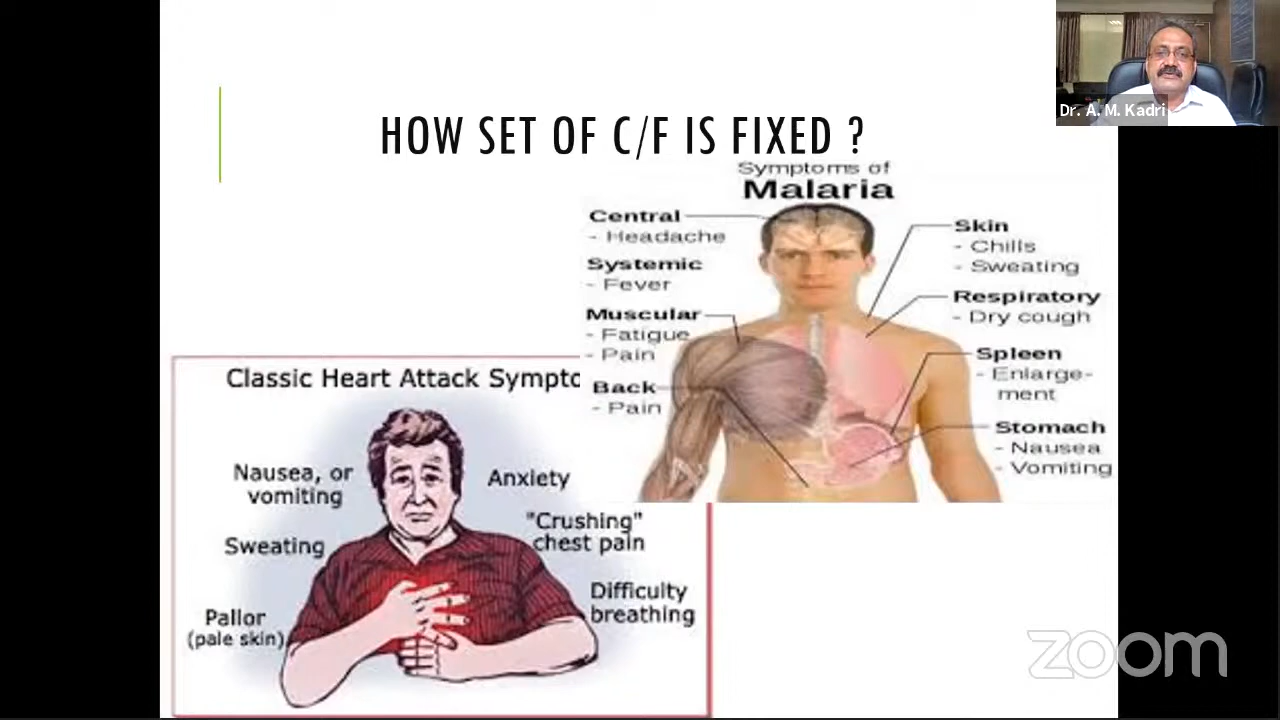 HOW SET OF C/F IS FIXED ?
Dr. A. M. Kadri
Symptoms of
Malaria
Central
- Headache
Systemic
- Fever
Muscular
- Fatigue
- Pain
Back
- Pain
Skin
- Chills
- Sweating
Respiratory
- Dry cough
Spleen
- Enlarge-
ment
Stomach
- Nausea
- Vomiting
Classic Heart Attack Sympto
Nausea, or
vomiting
Sweating
Pallor
(pale skin)
Anxiety
"Crushing"
chest pain
Difficulty
breathing
zoom